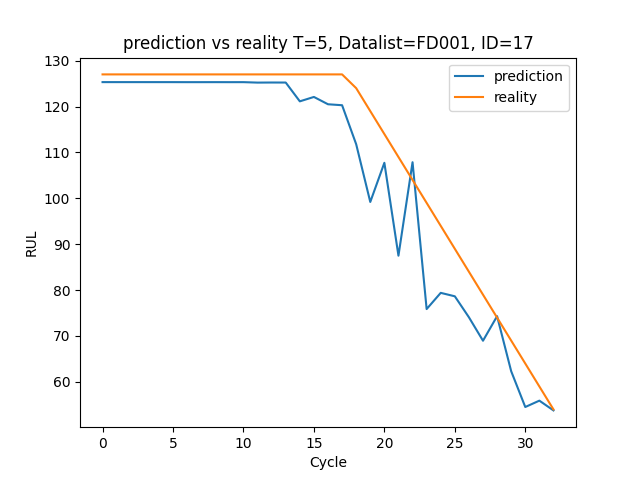 prediction vs reality T=5, Datalist=FD001, ID=17
prediction
reality
130
120
110
100
90
80
70
60
RUL
0 5 10 15 20 25 30
Cycle